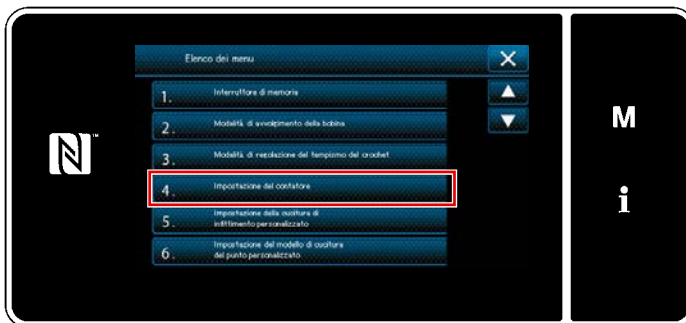 Elenco dei menu
1. Interruttore di memoria
2. Modalità di avvolgimento della bobina
3. Modalità di regolazione del tempismo del crochet
4. Impostazione del contatore
5. Impostazione della cucitura di
infittimento personalizzato
6. Impostazione del modello di cucitura
del punto personalizzato
M
i
N